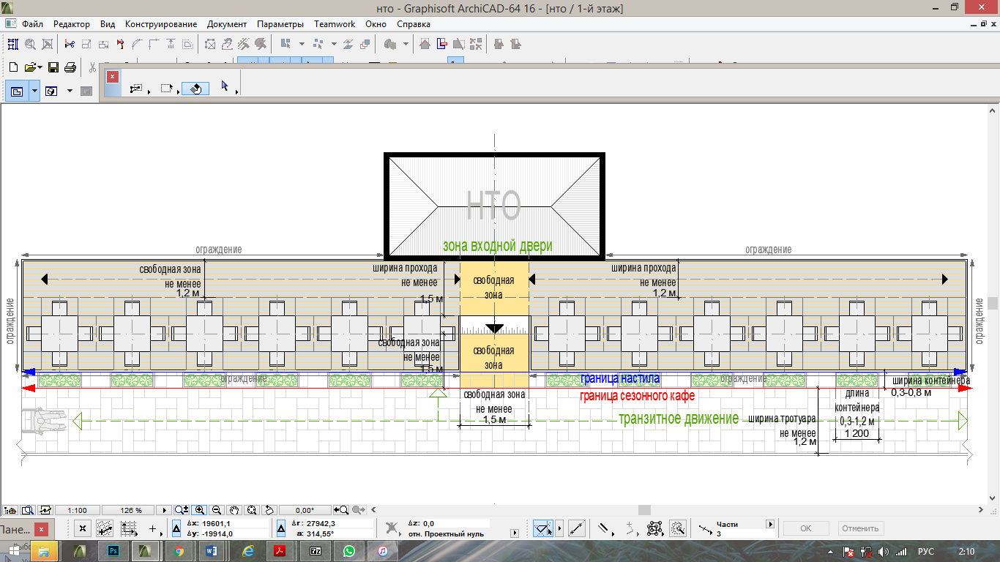 нто - Graphisoft ArchiCAD-64 16 - [нто / 1-й этаж]
Файл Редактор Вид Конструирование Документ Параметры Teamwork Окно Справка
НТО
зона входной двери
ограждение
ограждение
свободная зона
не менее
1,2 м
ширина прохода
не менее
1,5 м
свободная
зона
ширина прохода
не менее
1,2 м
ограждение
ограждение
свободная зона
не менее
1,5 м
свободная
зона
ограждение
граница настила
ограждение
ширина контейнера
0,3-0,8 м
граница сезонного кафе
свободная зона
не менее
1,5 м
транзитное движение
ширина тротуара
не менее
1,2 м
длина
контейнера
0,3-1,2 м
1 200
1:100 126 % 0,00°
Пане...
Δx: 19601,1
Δy: -19914,0
Δr: 27942,3
a: 314,55°
Δz: 0,0
отн. Проектный нуль
Части
3
ОК
Отменить
Ps
7z
РУС
2:10